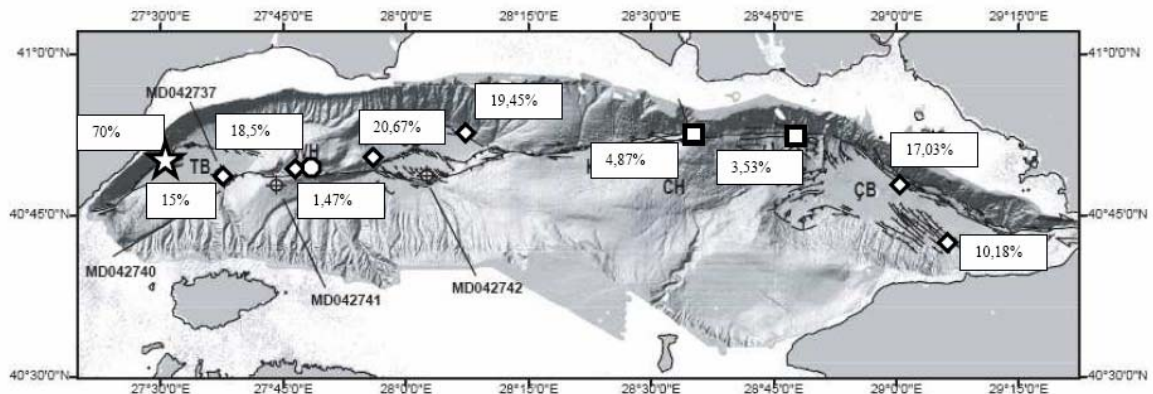 27°30'0"E 27°45'0"E 28°0'0"E 28°30'0"E 28°45'0"E 29°0'0"E 29°15'0"E
41°0'0"N 41°0'0"N
MD042737
19,45%
70% 18,5% 20,67%
4,87% 3,53% 17,03%
TB
CH ÇB
15% 1,47%
40°45'0"N 40°45'0"N
10,18%
MD042740
MD042741 MD042742
40°30'0"N 40°30'0"N
27°30'0"E 27°45'0"E 28°0'0"E 28°15'0"E 28°30'0"E 28°45'0"E 29°0'0"E 29°15'0"E